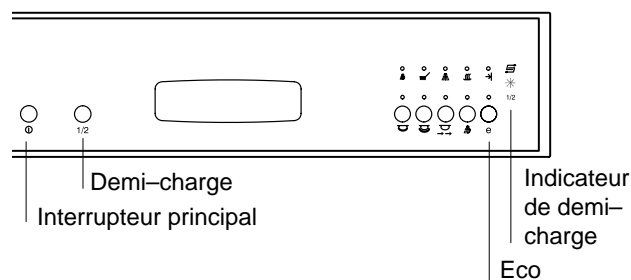 1/2
1/2
e
Demi–charge
Interrupteur principal
Indicateur
de demi–
charge
Eco